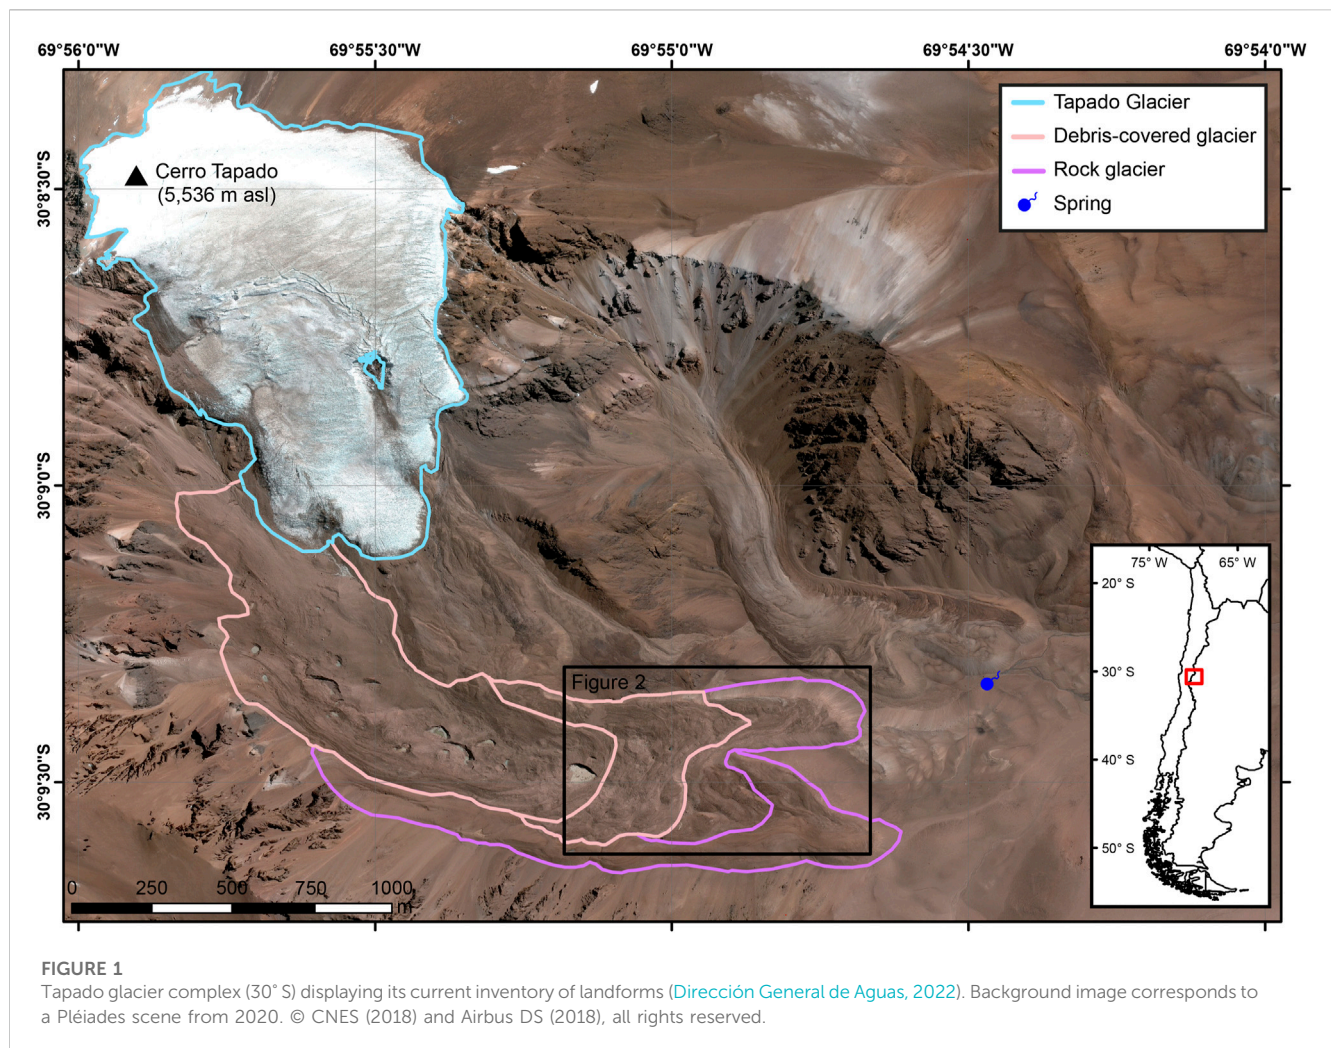 69°56'0"W 69°55'30"W 69°55'0"W 69°54'30"W 69°54'0"W
Tapado Glacier
Debris-covered glacier
Rock glacier
Spring
Cerro Tapado
(5,536 m asl)
30°8'30"S
30°9'0"S
30°9'30"S
Figure 2
75° W 65° W
20° S
30° S
40° S
50° S
0 250 500 750 1000
m
FIGURE 1
Tapado glacier complex (30° S) displaying its current inventory of landforms (Dirección General de Aguas, 2022). Background image corresponds to
a Pléiades scene from 2020. © CNES (2018) and Airbus DS (2018), all rights reserved.